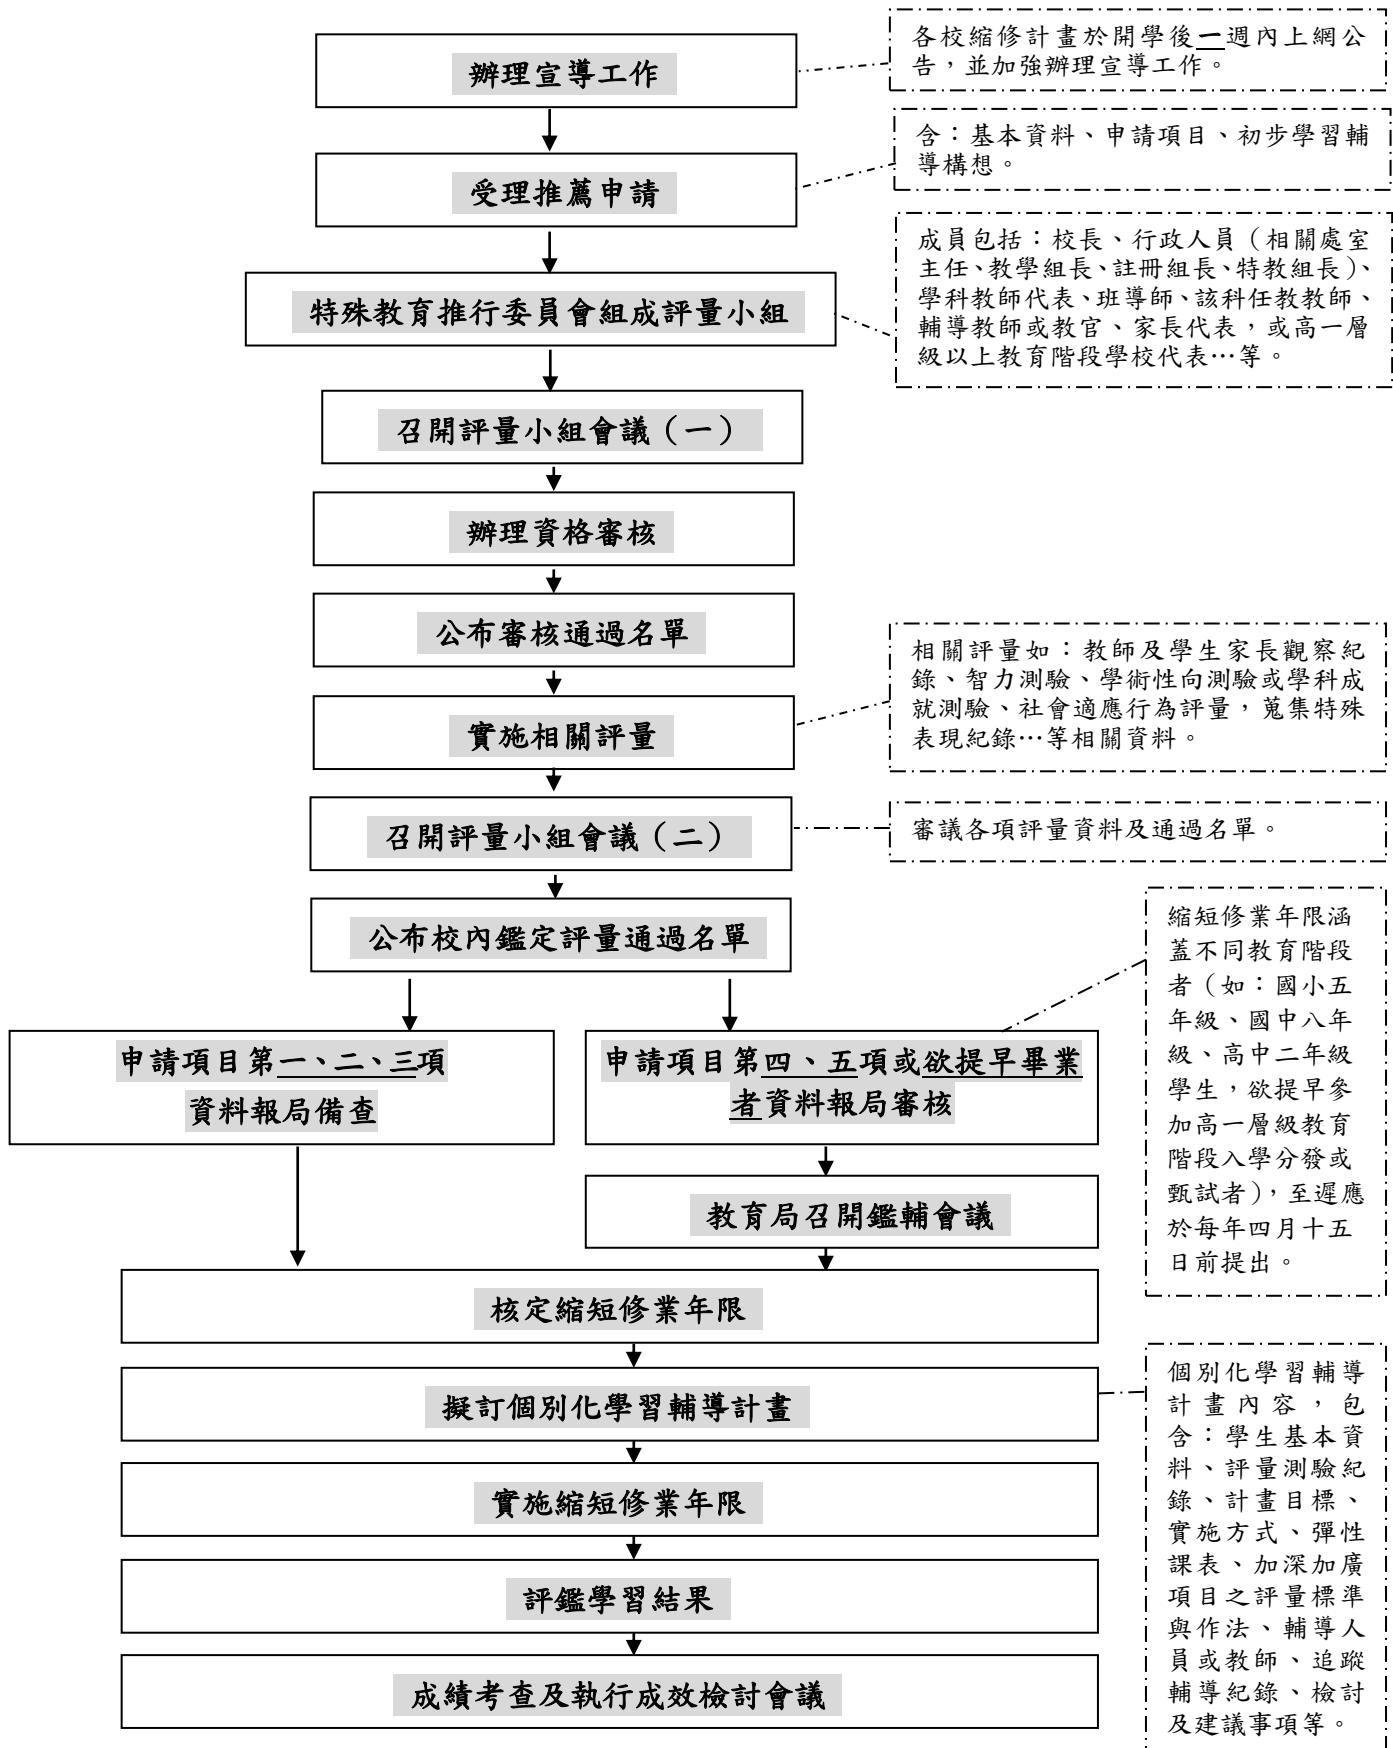 辦理宣導工作
各校縮修計畫於開學後一週內上網公
告，並加強辦理宣導工作。
受理推薦申請
含：基本資料、申請項目、初步學習輔
導構想。
特殊教育推行委員會組成評量小組
成員包括：校長、行政人員（相關處室
主任、教學組長、註冊組長、特教組長）、
學科教師代表、班導師、該科任教教師、
輔導教師或教官、家長代表，或高一層
級以上教育階段學校代表…等。
召開評量小組會議（一）
辦理資格審核
公布審核通過名單
實施相關評量
相關評量如：教師及學生家長觀察紀
錄、智力測驗、學術性向測驗或學科成
就測驗、社會適應行為評量，蒐集特殊
表現紀錄…等相關資料。
召開評量小組會議（二）
審議各項評量資料及通過名單。
公布校內鑑定評量通過名單
申請項目第一、二、三項
資料報局備查
申請項目第四、五項或欲提早畢業
者資料報局審核
縮短修業年限涵
蓋不同教育階段
者（如：國小五
年級、國中八年
級、高中二年級
學生，欲提早參
加高一層級教育
階段入學分發或
甄試者），至遲應
於每年四月十五
日前提出。
教育局召開鑑輔會議
核定縮短修業年限
擬訂個別化學習輔導計畫
個別化學習輔導
計畫內容，包
含：學生基本資
料、評量測驗紀
錄、計畫目標、
實施方式、彈性
課表、加深加廣
項目之評量標準
與作法、輔導人
員或教師、追蹤
輔導紀錄、檢討
及建議事項等。
實施縮短修業年限
評鑑學習結果
成績考查及執行成效檢討會議